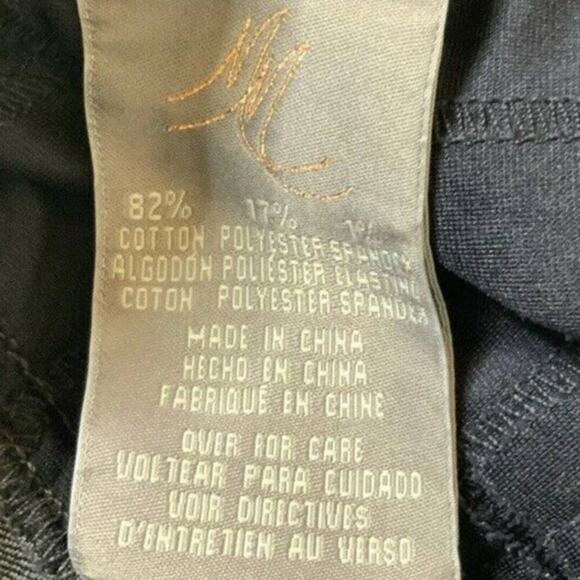 82% 17% 1%
COTTON POLYESTER SPANDEX
ALGODON POLIESTER ELASTINO
COTON POLYESTER SPANDEX
MADE IN CHINA
HECHO EN CHINA
FABRIQUÉ EN CHINE
OVER FOR CARE
VOLTEAR PARA CUIDADO
VOIR DIRECTIVES
D'ENTRETIEN AU VERSO